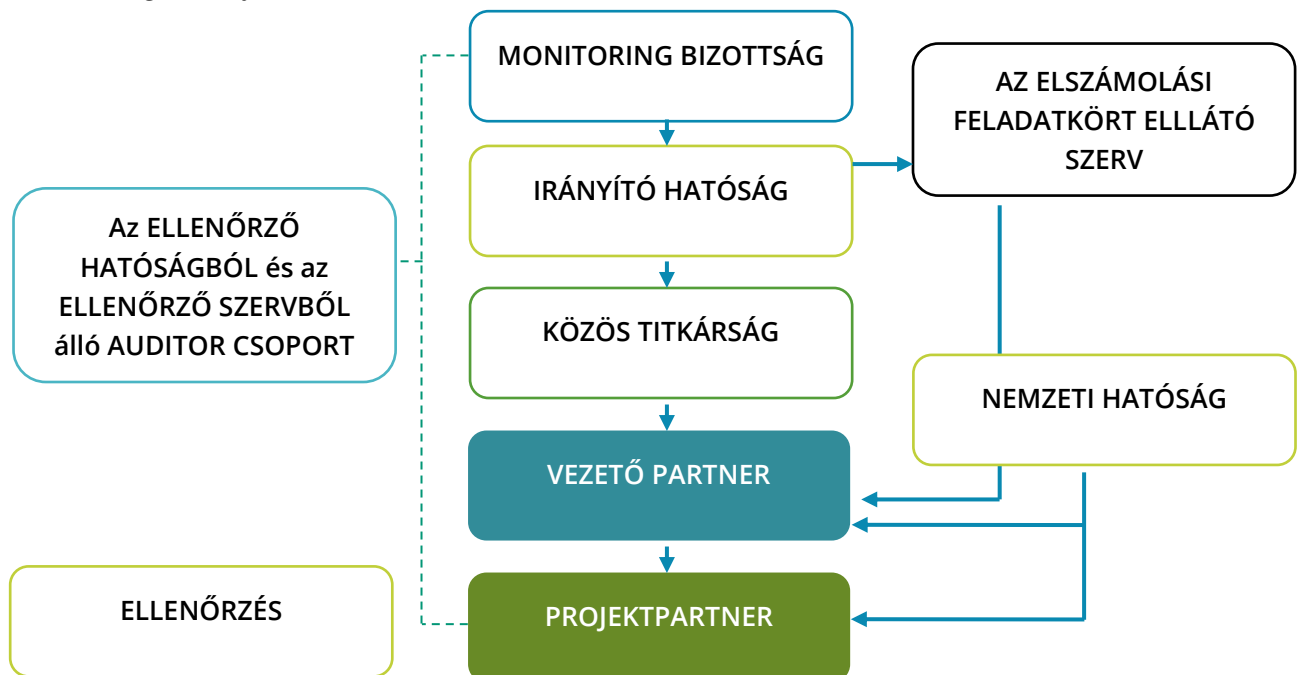 MONITORING BIZOTTSÁG
AZ ELSZÁMOLÁSI
FELADATKÖRT ELLLÁTÓ
SZERV
IRÁNYÍTÓ HATÓSÁG
Az ELLENŐRZŐ
HATÓSÁGBÓL és az
ELLENŐRZŐ SZERVBŐL
álló AUDITOR CSOPORT
KÖZÖS TITKÁRSÁG
NEMZETI HATÓSÁG
VEZETŐ PARTNER
ELLENŐRZÉS
PROJEKTPARTNER